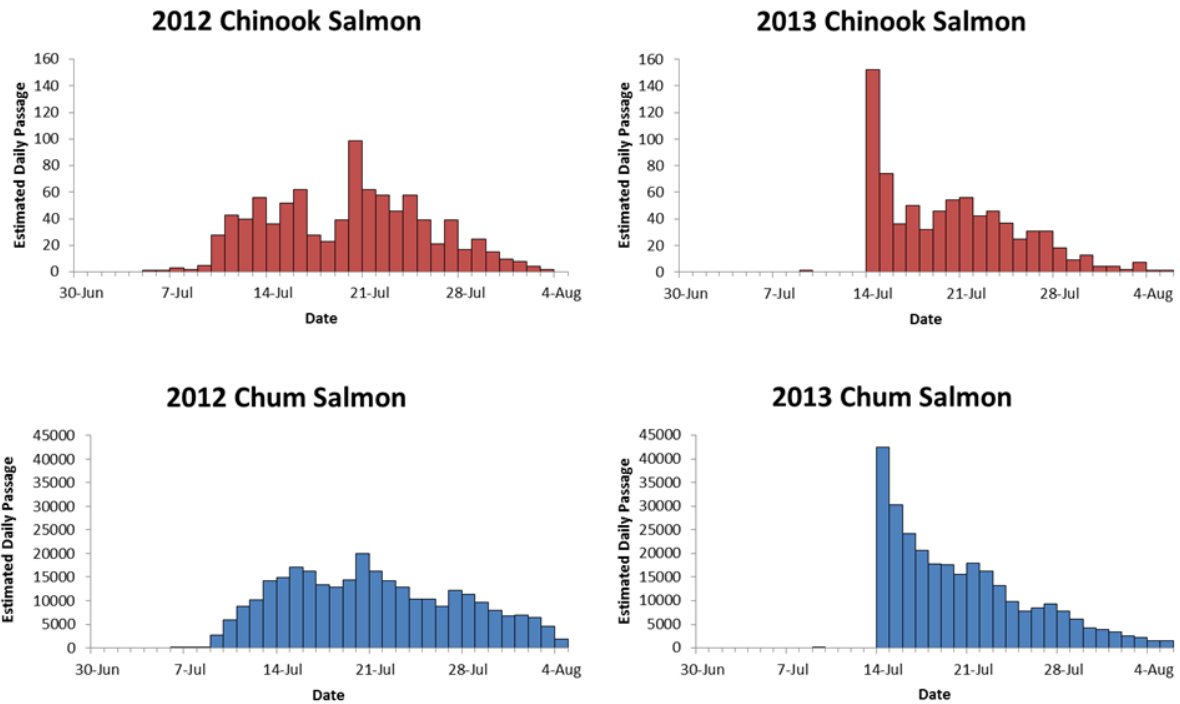 2012 Chinook Salmon
Estimated Daily Passage
160
140
120
100
80
60
40
20
0
30-Jun 7-Jul 14-Jul 21-Jul 28-Jul 4-Aug
Date
2013 Chinook Salmon
Estimated Daily Passage
160
140
120
100
80
60
40
20
0
30-Jun 7-Jul 14-Jul 21-Jul 28-Jul 4-Aug
Date
2012 Chum Salmon
Estimated Daily Passage
45000
40000
35000
30000
25000
20000
15000
10000
5000
0
30-Jun 7-Jul 14-Jul 21-Jul 28-Jul 4-Aug
Date
2013 Chum Salmon
Estimated Daily Passage
45000
40000
35000
30000
25000
20000
15000
10000
5000
0
30-Jun 7-Jul 14-Jul 21-Jul 28-Jul 4-Aug
Date